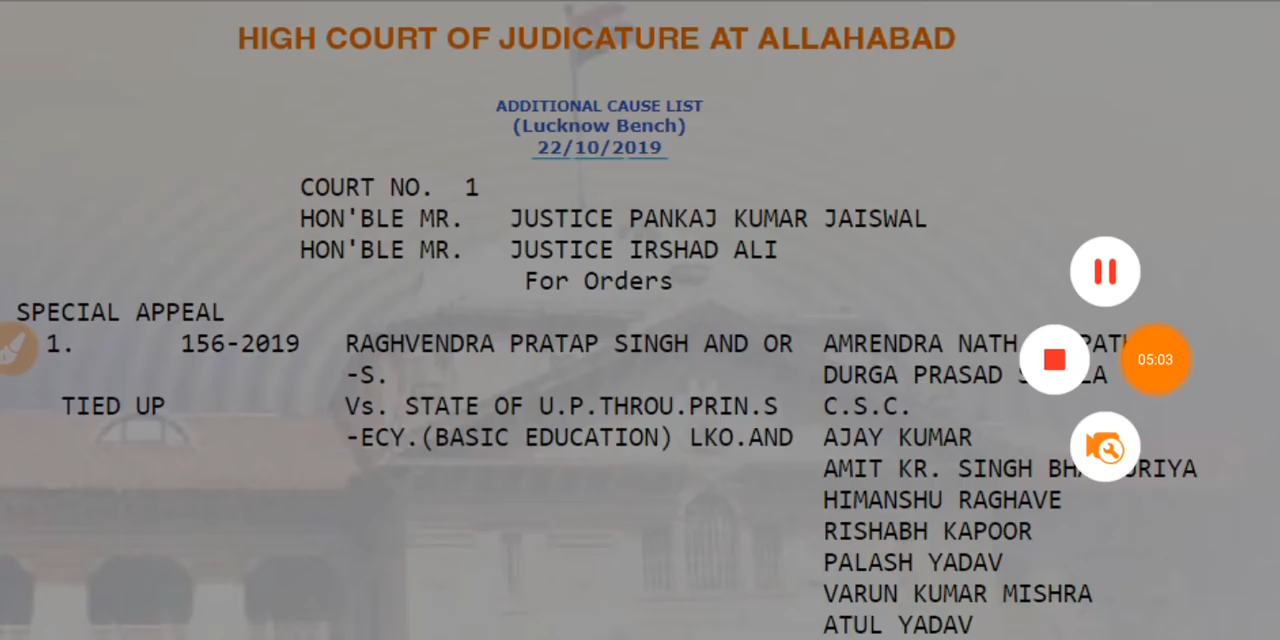 HIGH COURT OF JUDICATURE AT ALLAHABAD
ADDITIONAL CAUSE LIST
(Lucknow Bench)
22/10/2019
COURT NO. 1
HON'BLE MR. JUSTICE PANKAJ KUMAR JAISWAL
HON'BLE MR. JUSTICE IRSHAD ALI
For Orders
SPECIAL APPEAL
1. 156-2019 RAGHVENDRA PRATAP SINGH AND OR AMRENDRA NATH
-S. DURGA PRASAD
05:03
TIED UP Vs. STATE OF U.P.THROU.PRIN.S C.S.C.
-ECY.(BASIC EDUCATION) LKO.AND AJAY KUMAR
AMIT KR. SINGH
HIMANSHU RAGHAVE
RISHABH KAPOOR
PALASH YADAV
VARUN KUMAR MISHRA
ATUL YADAV